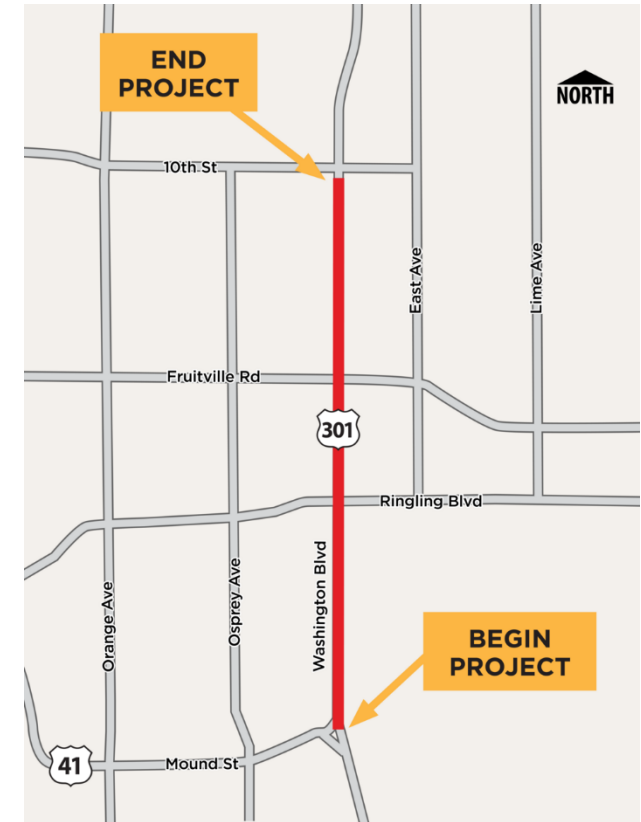 END
PROJECT
NORTH
10th St
East Ave
Lime Ave
Fruitville Rd
301
Ringling Blvd
Orange Ave
Osprey Ave
Washington Blvd
BEGIN
PROJECT
41
Mound St